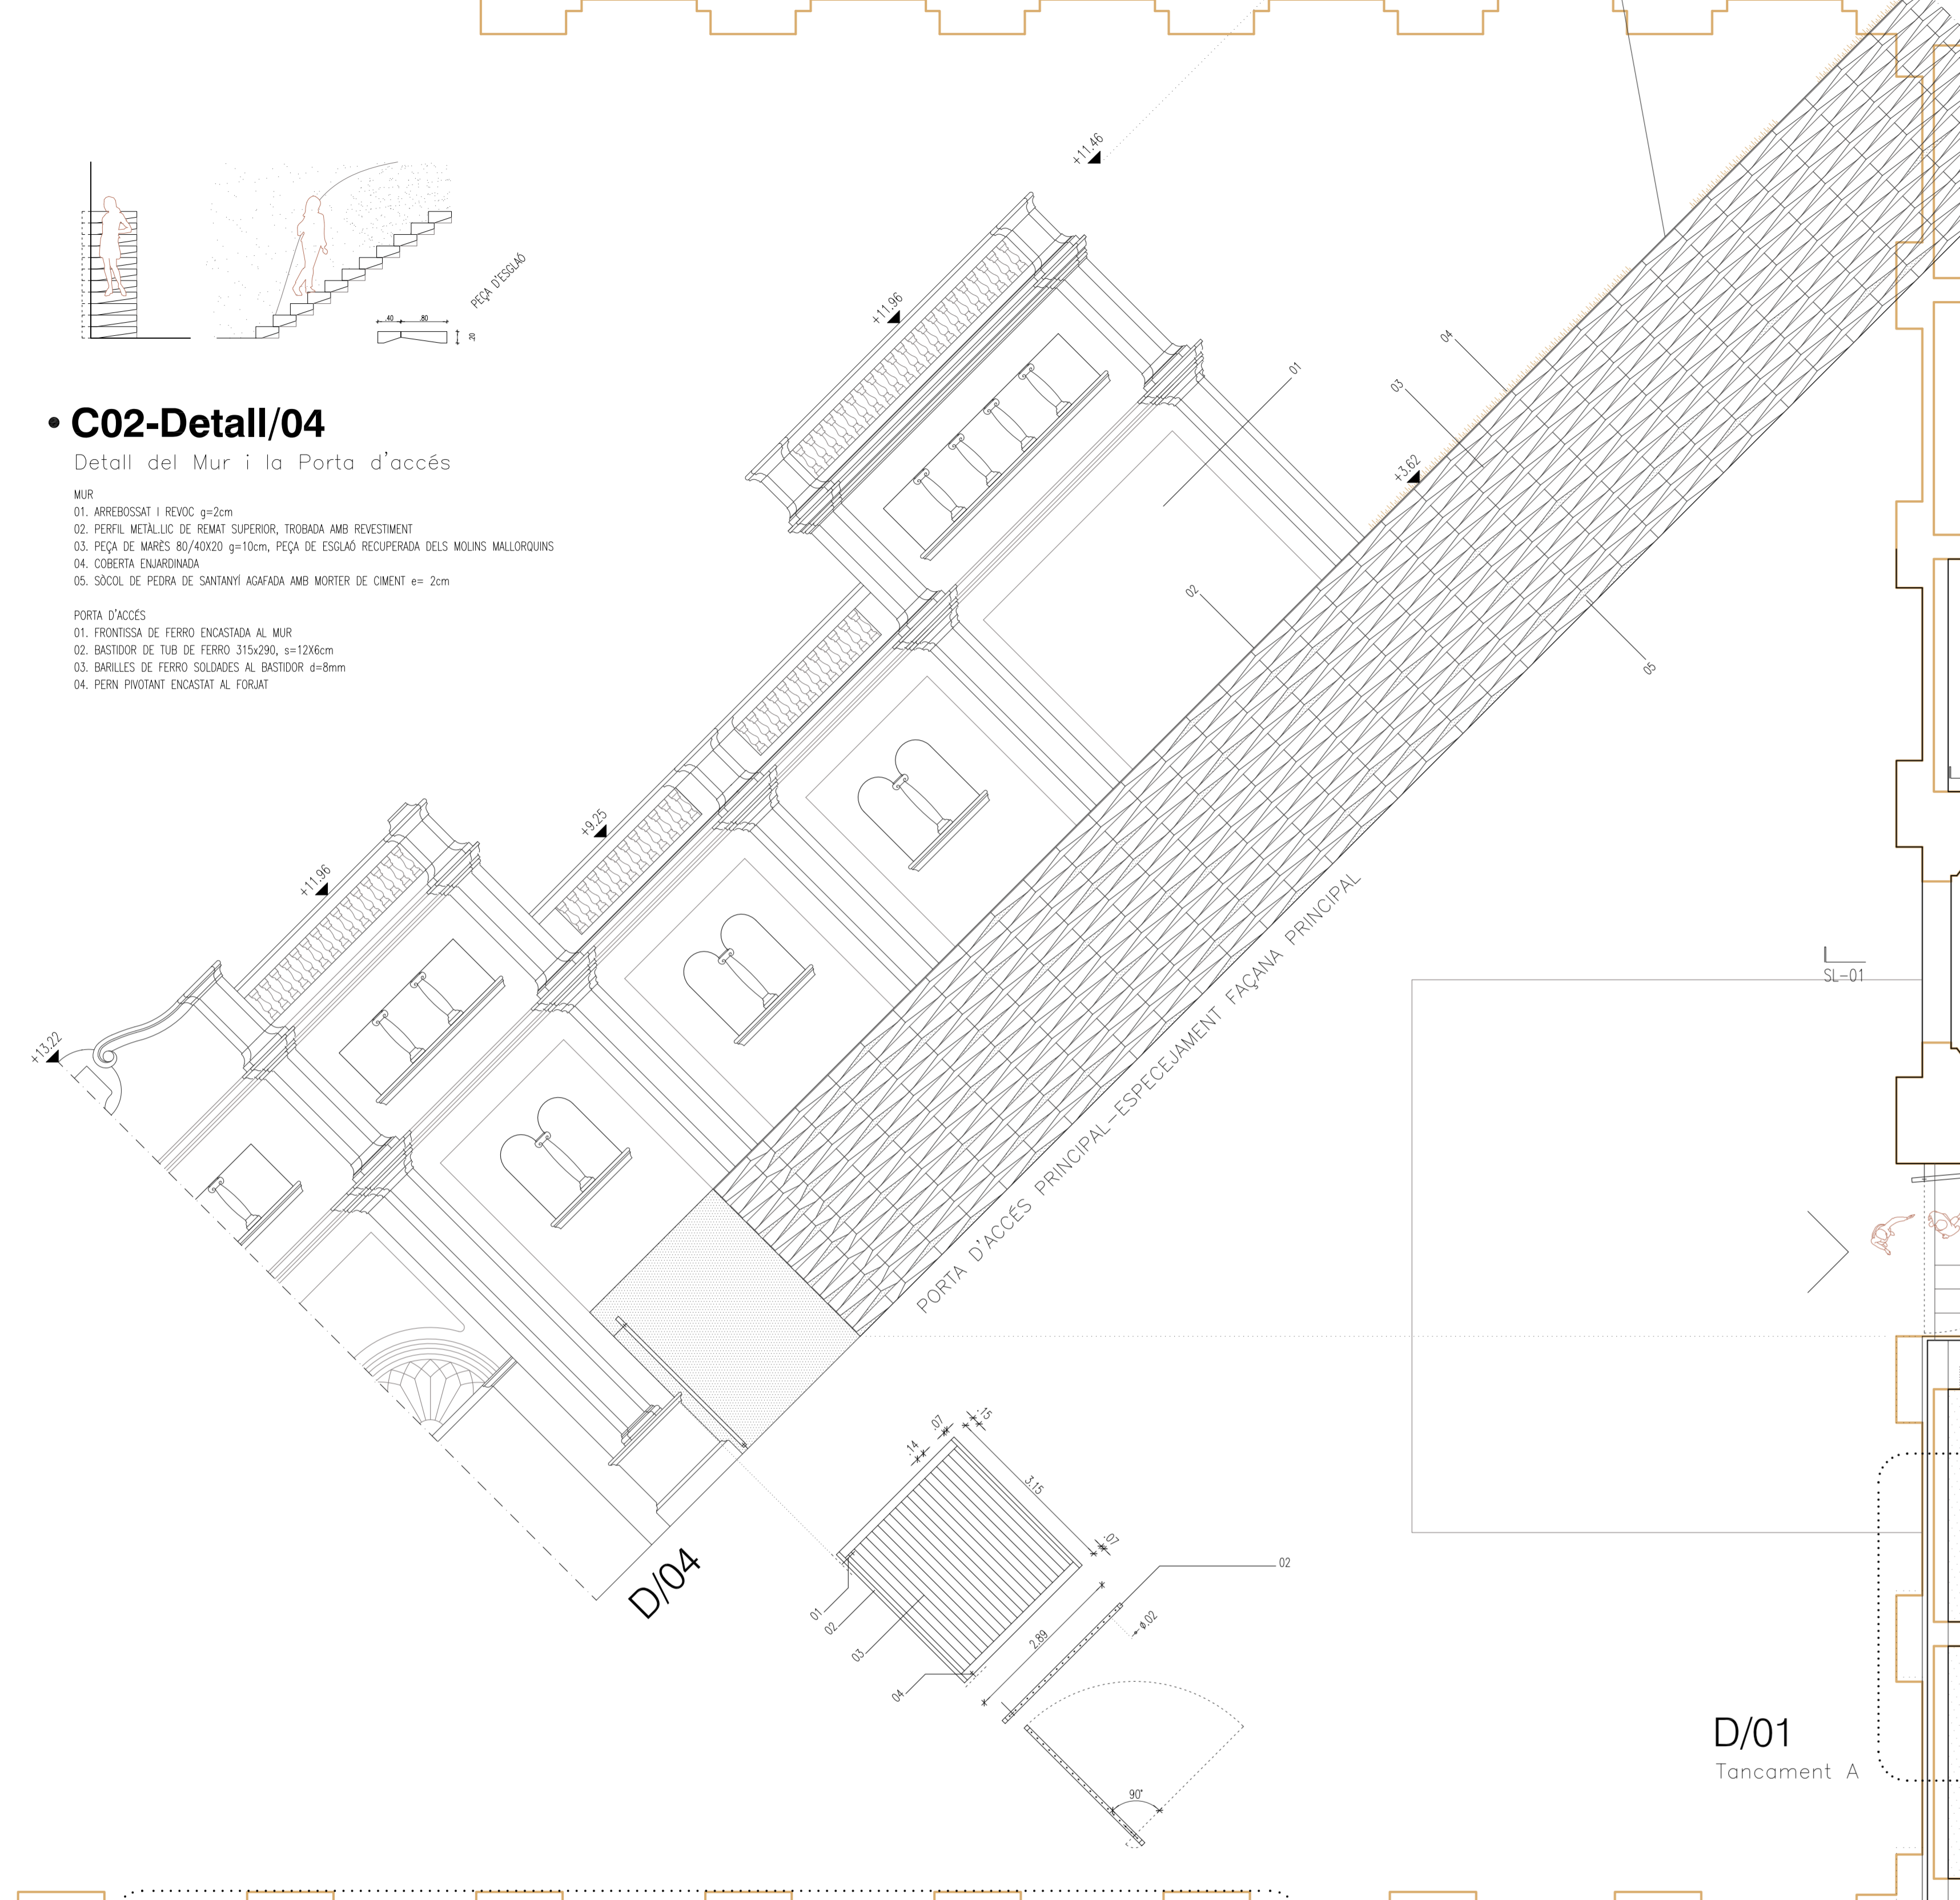 +11.46
+11.96
PEÇA D'ESGLAÓ
.40
.80
.20
• C02-Detall/04
Detall del Mur i la Porta d'accés
MUR
01. ARREBOSSAT I REVOC g=2cm
02. PERFIL METÀL.LIC DE REMAT SUPERIOR, TROBADA AMB REVESTIMENT
03. PEÇA DE MARÈS 80/40X20 g=10cm, PEÇA DE ESGLAÓ RECUPERADA DELS MOLINS MALLORQUINS
04. COBERTA ENJARDINADA
05. SÒCOL DE PEDRA DE SANTANYÍ AGAFADA AMB MORTER DE CIMENT e= 2cm
PORTA D'ACCÉS
01. FRONTISSA DE FERRO ENCASTADA AL MUR
02. BASTIDOR DE TUB DE FERRO 315x290, s=12X6cm
03. BARILLES DE FERRO SOLDADES AL BASTIDOR d=8mm
04. PERN PIVOTANT ENCASTAT AL FORJAT
01
04
03
+3.62
02
05
+9.25
+11.96
+13.22
PORTA D'ACCÉS PRINCIPAL-ESPECEJAMENT FAÇANA PRINCIPAL
SL-01
D/04
.14
.07
.15
3.15
.07
01
02
03
04
02
2.89
ø.02
90°
D/01
Tancament A